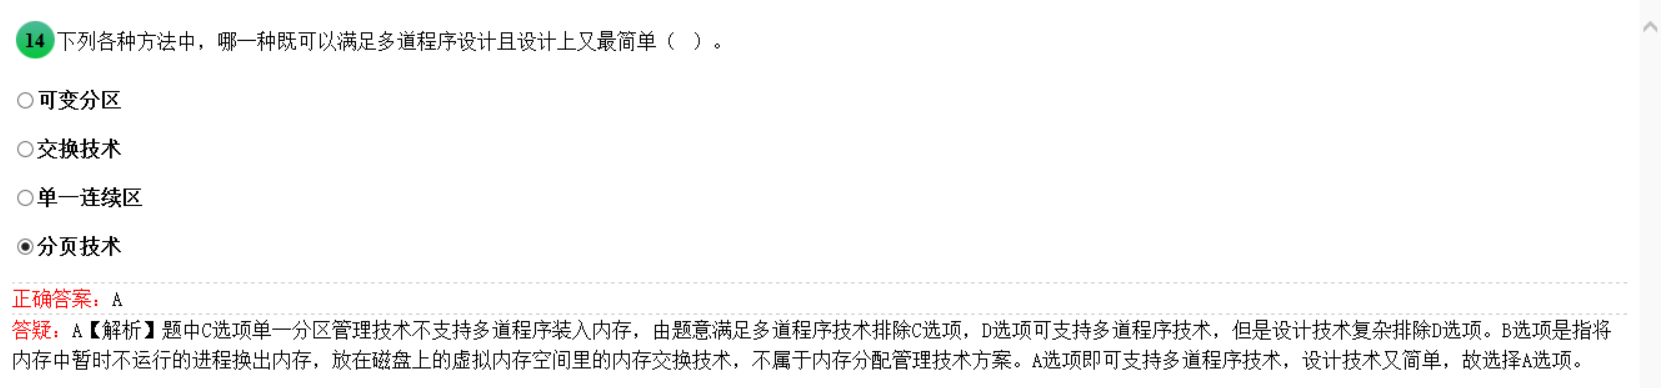 14 下列各种方法中，哪一种既可以满足多道程序设计且设计上又最简单（ ）。
可变分区
交换技术
单一连续区
分页技术
正确答案：A
答疑：A【解析】题中C选项单一分区管理技术不支持多道程序装入内存，由题意满足多道程序技术排除C选项，D选项可支持多道程序技术，但是设计技术复杂排除D选项。B选项是指将
内存中暂时不运行的进程换出内存，放在磁盘上的虚拟内存空间里的内存交换技术，不属于内存分配管理技术方案。A选项即可支持多道程序技术，设计技术又简单，故选择A选项。